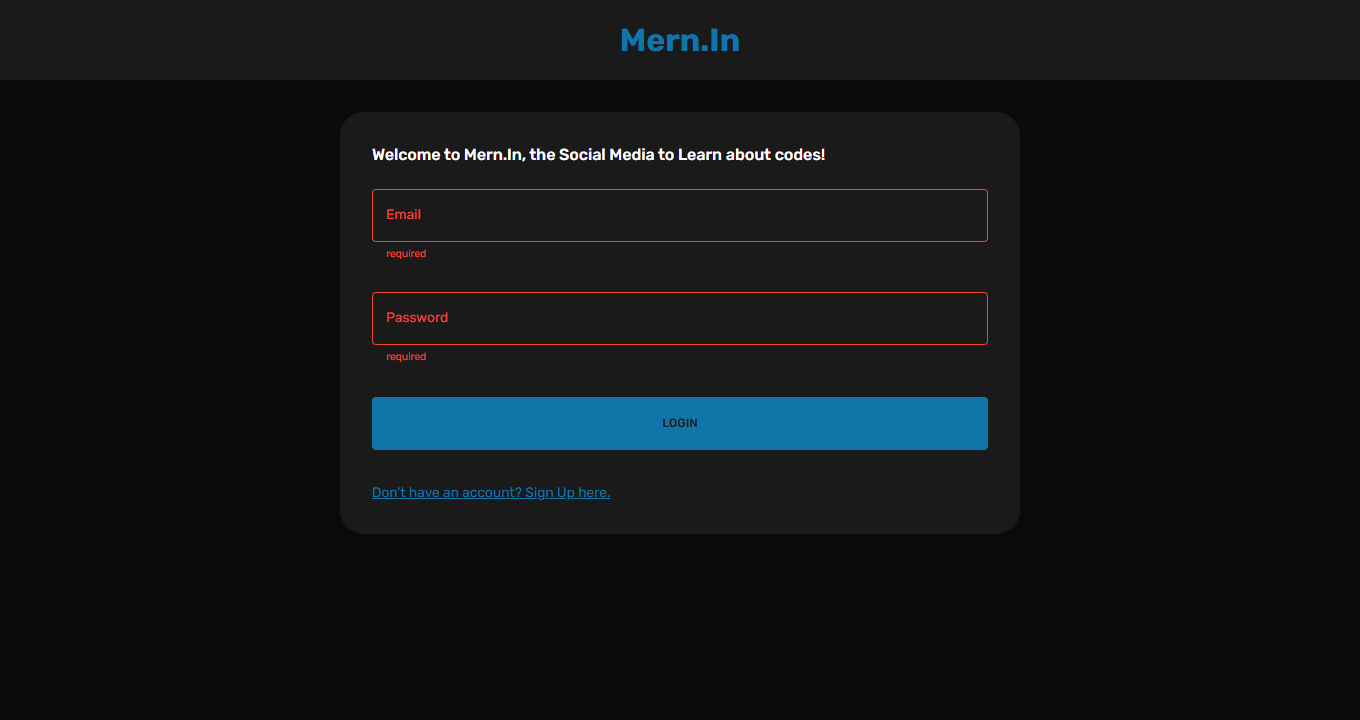 Mern.In
Welcome to Mern.In, the Social Media to Learn about codes!
Email
required
Password
required
LOGIN
Don't have an account? Sign Up here.